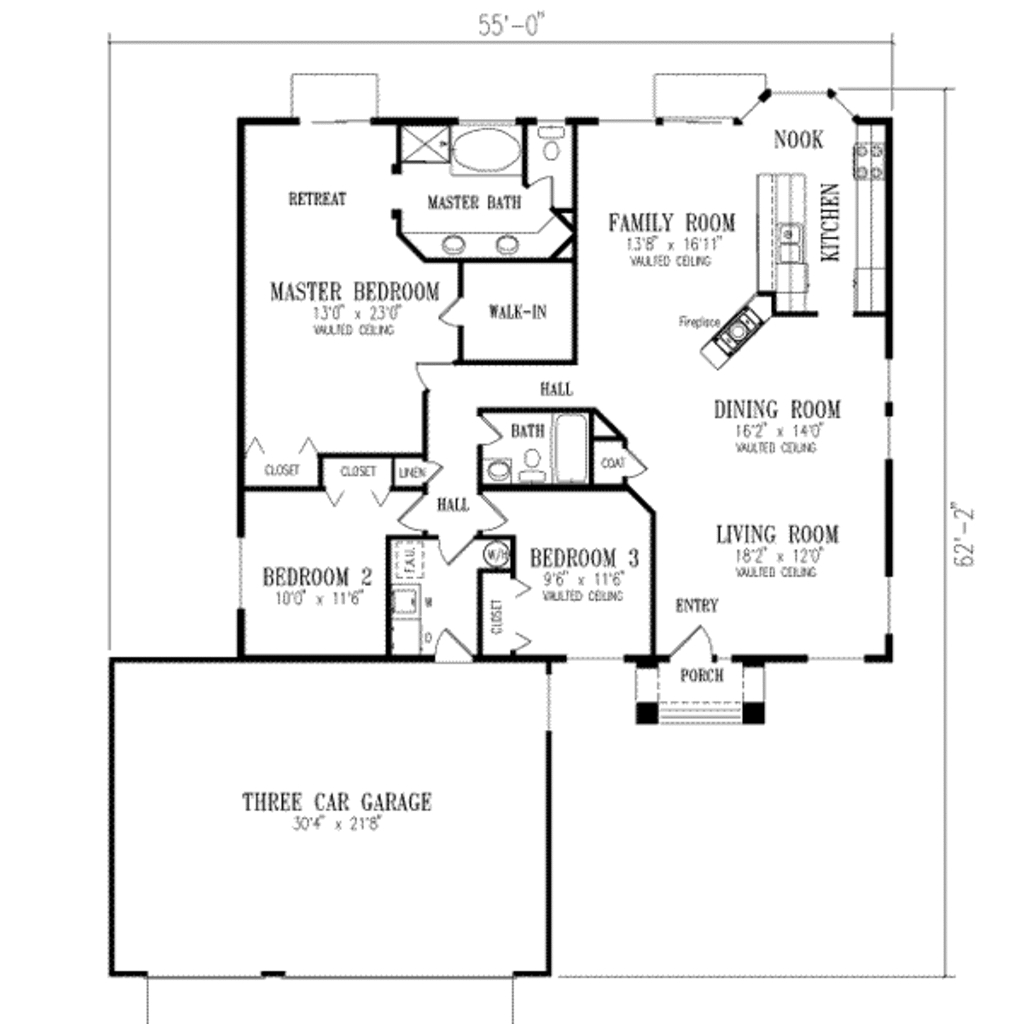 55'-0"
NOOK
RETREAT
MASTER BATH
KITCHEN
FAMILY ROOM
13'8" x 16'11"
VAULTED CEILING
MASTER BEDROOM
13'0" x 23'0"
VAULTED CEILING
WALK-IN
Fireplace
HALL
DINING ROOM
16'2" x 14'0"
VAULTED CEILING
BATH
CLOSET
CLOSET
LINEN
COAT
HALL
LIVING ROOM
18'2" x 12'0"
VAULTED CEILING
62'-2"
F.A.U.
W/H
BEDROOM 3
9'6" x 11'6"
VAULTED CEILING
BEDROOM 2
10'0" x 11'6"
W
D
CLOSET
ENTRY
PORCH
THREE CAR GARAGE
30'4" x 21'8"